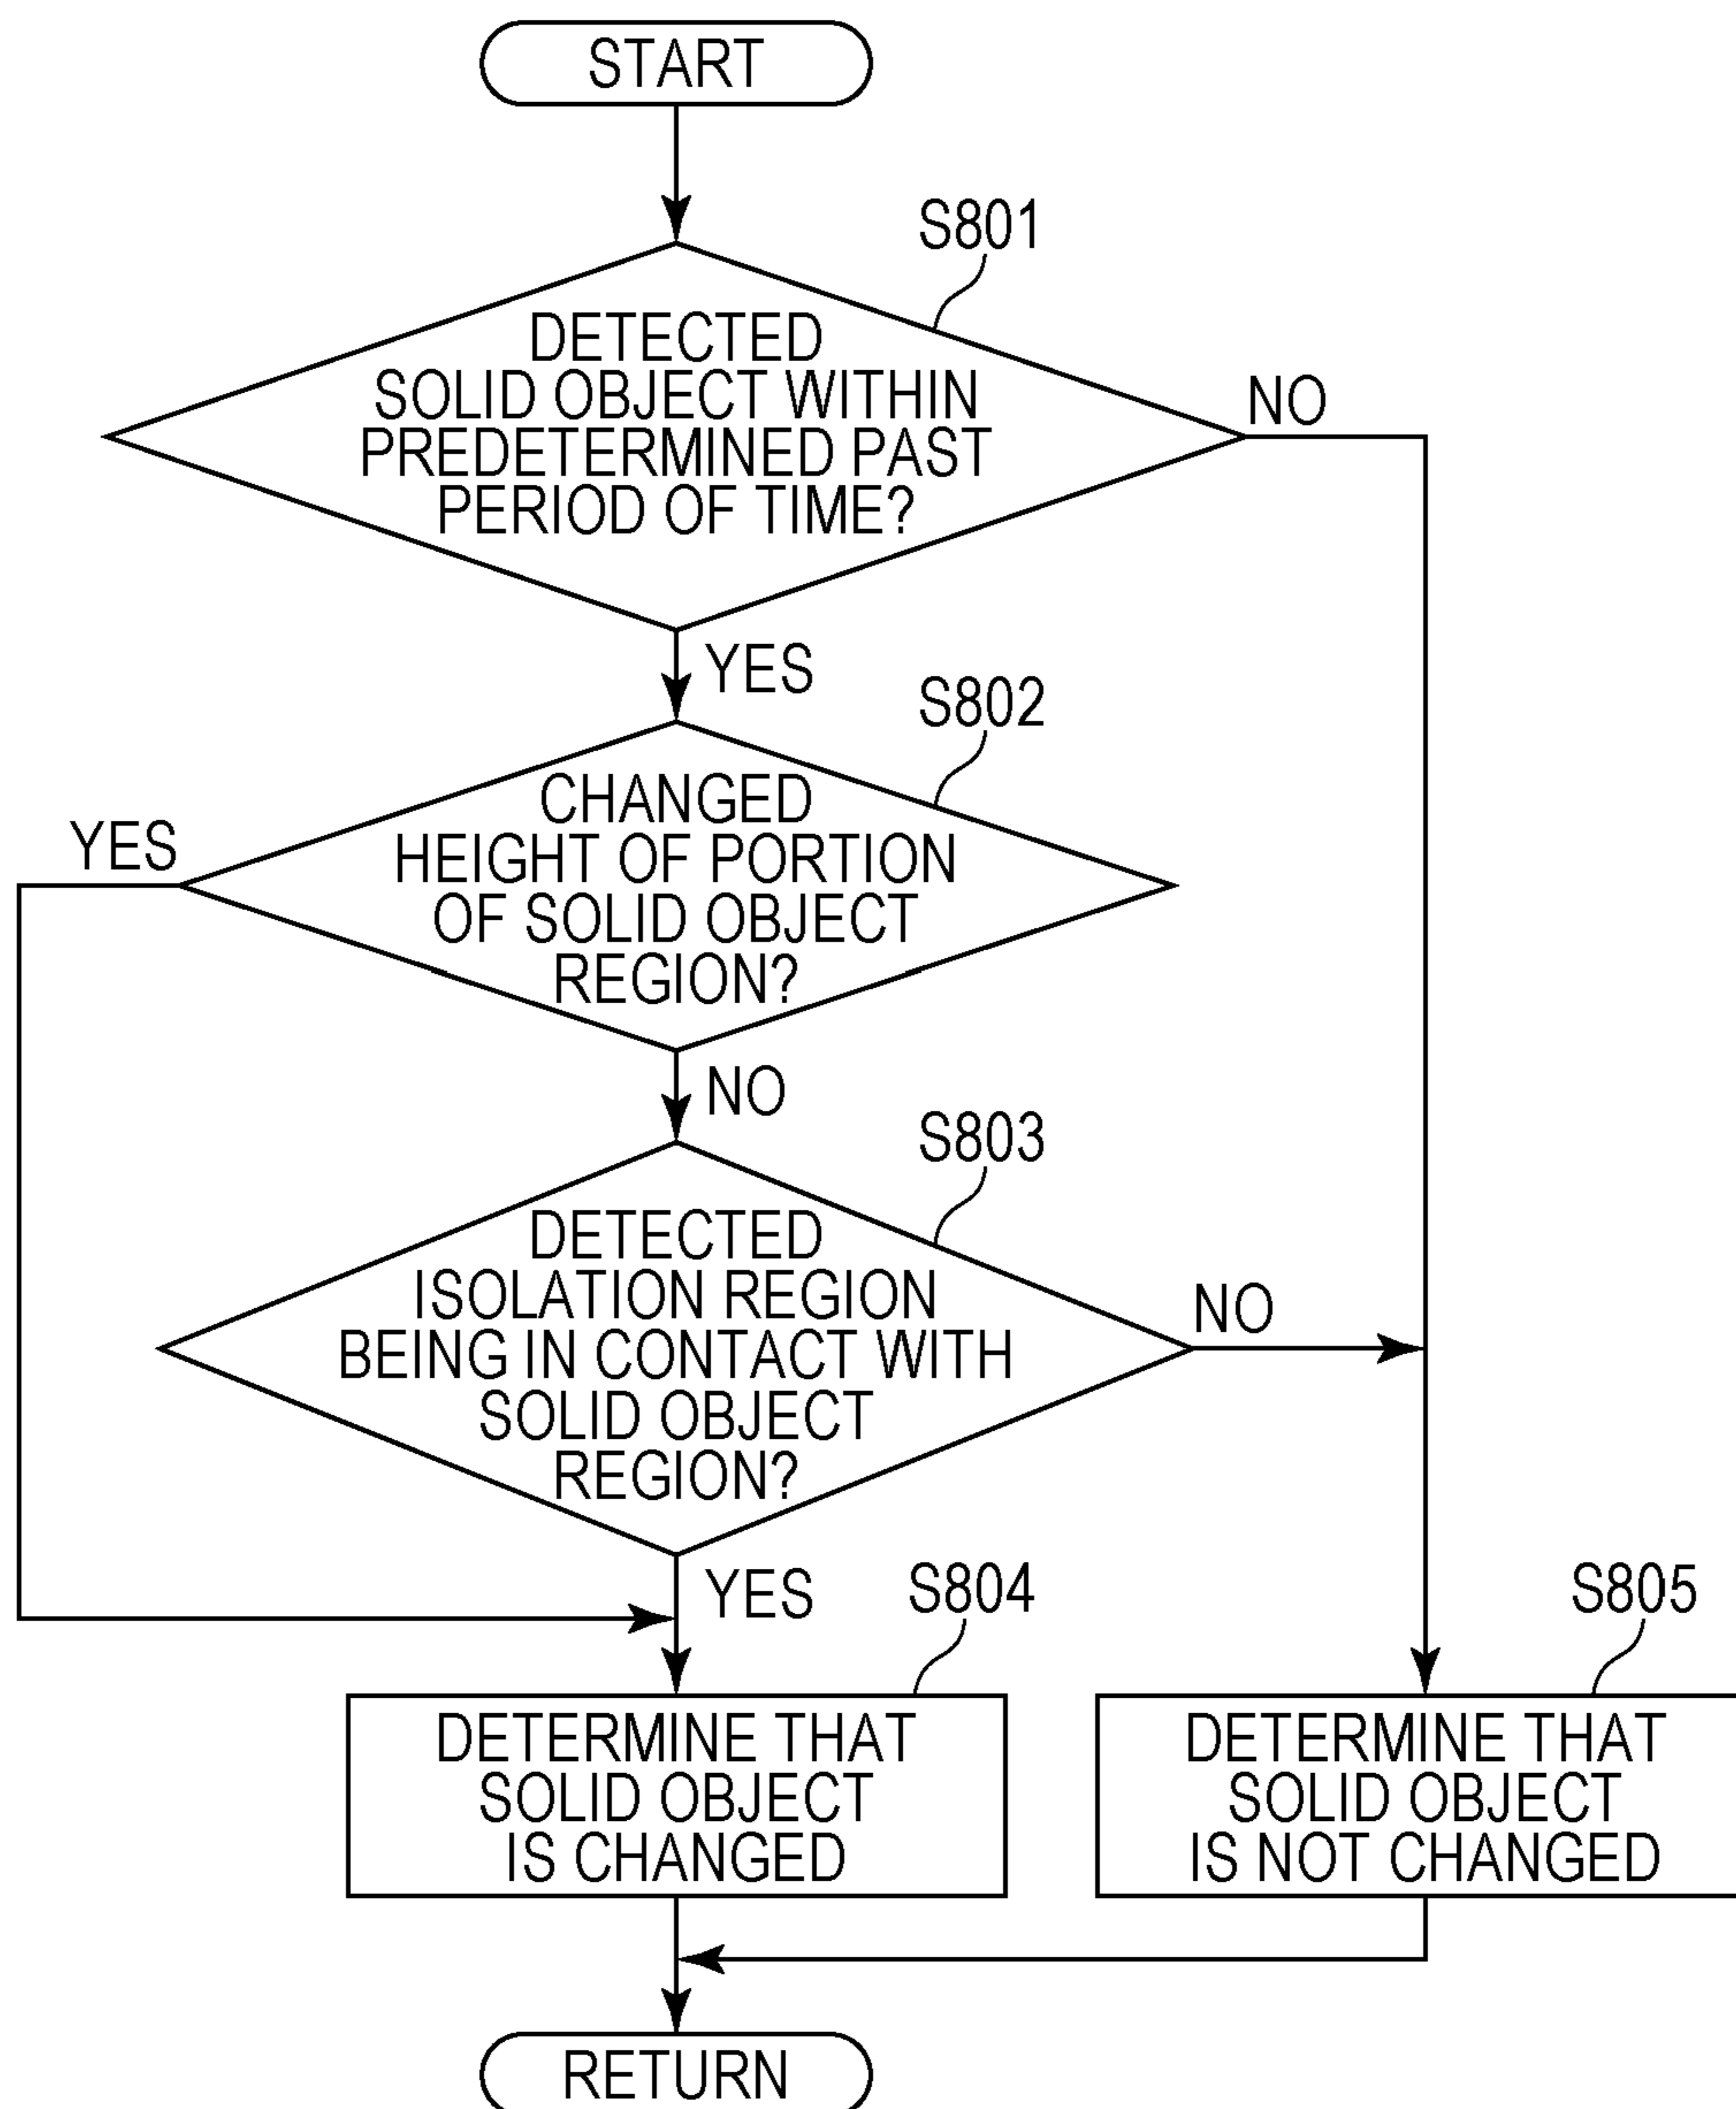 START
S801
DETECTED
SOLID OBJECT WITHIN
PREDETERMINED PAST
PERIOD OF TIME?
NO
YES
S802
CHANGED
HEIGHT OF PORTION
OF SOLID OBJECT
REGION?
YES
NO
S803
DETECTED
ISOLATION REGION
BEING IN CONTACT WITH
SOLID OBJECT
REGION?
NO
YES
S804
DETERMINE THAT
SOLID OBJECT
IS CHANGED
S805
DETERMINE THAT
SOLID OBJECT
IS NOT CHANGED
RETURN